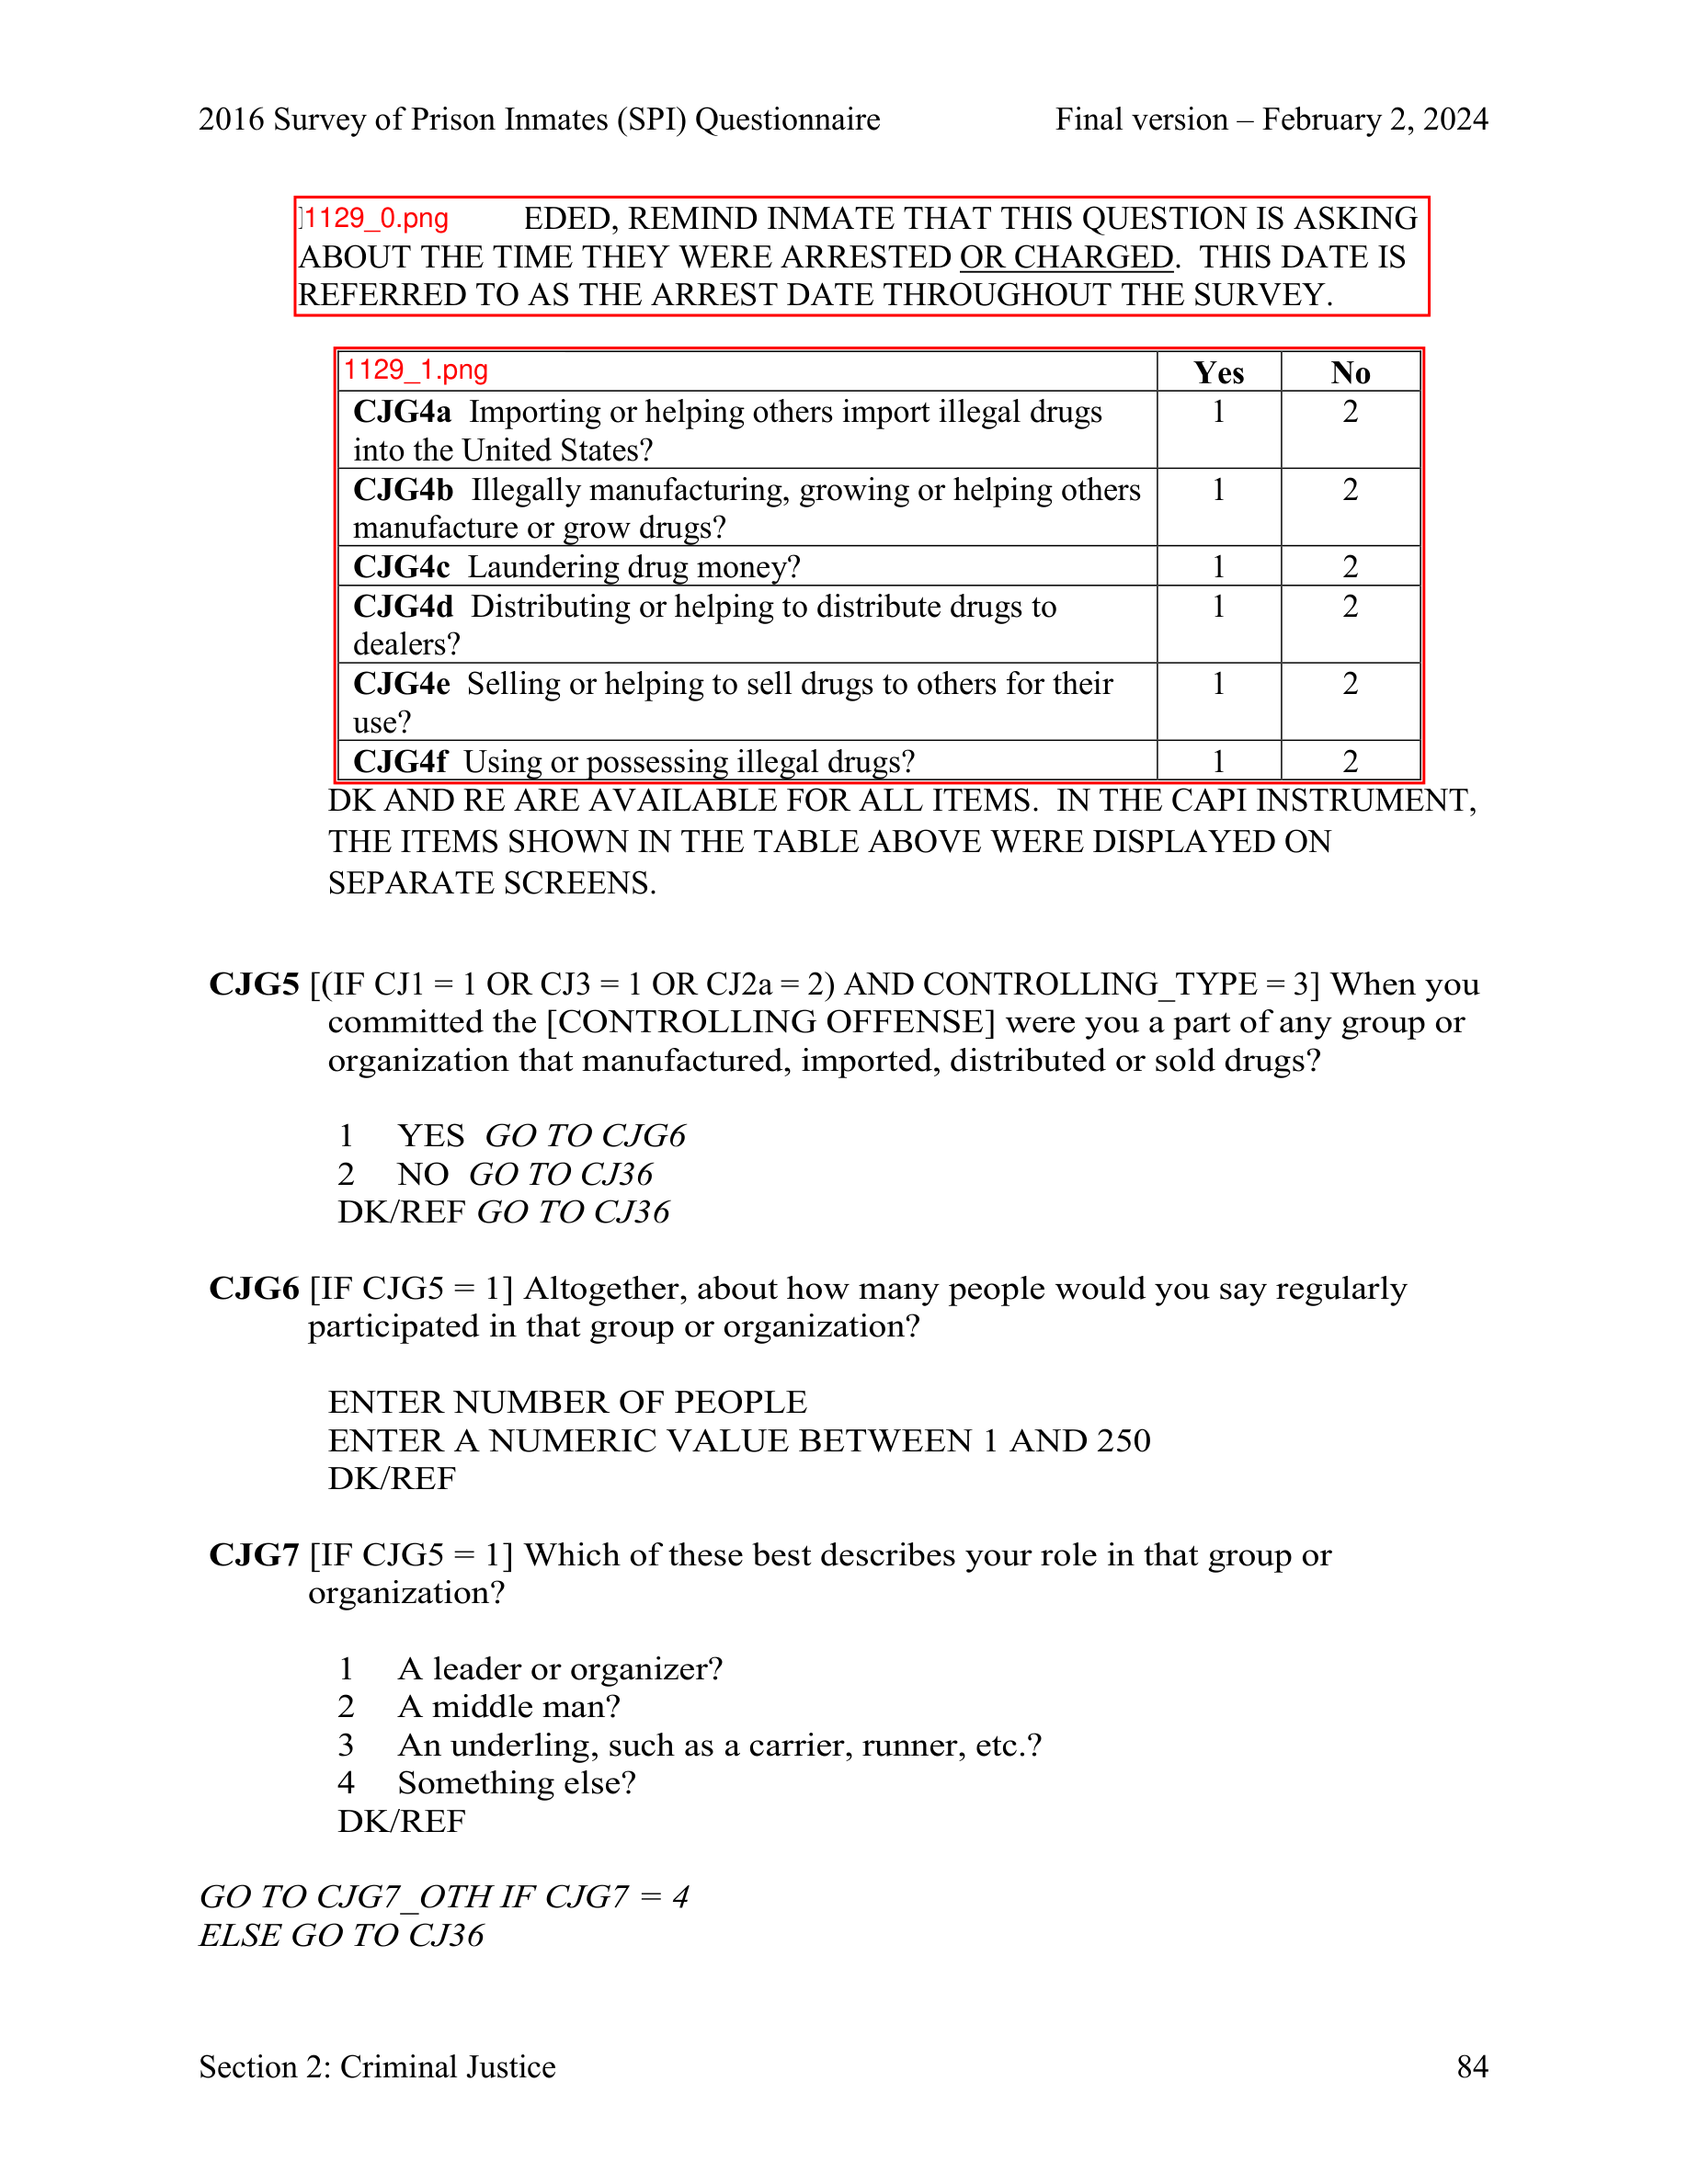 2016 Survey of Prison Inmates (SPI) Questionnaire Final version – February 2, 2024
1129_0.png EDED, REMIND INMATE THAT THIS QUESTION IS ASKING
ABOUT THE TIME THEY WERE ARRESTED OR CHARGED. THIS DATE IS
REFERRED TO AS THE ARREST DATE THROUGHOUT THE SURVEY.
1129_1.png Yes No
CJG4a Importing or helping others import illegal drugs 1 2
into the United States?
CJG4b Illegally manufacturing, growing or helping others 1 2
manufacture or grow drugs?
CJG4c Laundering drug money? 1 2
CJG4d Distributing or helping to distribute drugs to 1 2
dealers?
CJG4e Selling or helping to sell drugs to others for their 1 2
use?
CJG4f Using or possessing illegal drugs? 1 2
DK AND RE ARE AVAILABLE FOR ALL ITEMS. IN THE CAPI INSTRUMENT,
THE ITEMS SHOWN IN THE TABLE ABOVE WERE DISPLAYED ON
SEPARATE SCREENS.
CJG5 [(IF CJ1 = 1 OR CJ3 = 1 OR CJ2a = 2) AND CONTROLLING_TYPE = 3] When you
committed the [CONTROLLING OFFENSE] were you a part of any group or
organization that manufactured, imported, distributed or sold drugs?
1 YES GO TO CJG6
2 NO GO TO CJ36
DK/REF GO TO CJ36
CJG6 [IF CJG5 = 1] Altogether, about how many people would you say regularly
participated in that group or organization?
ENTER NUMBER OF PEOPLE
ENTER A NUMERIC VALUE BETWEEN 1 AND 250
DK/REF
CJG7 [IF CJG5 = 1] Which of these best describes your role in that group or
organization?
1 A leader or organizer?
2 A middle man?
3 An underling, such as a carrier, runner, etc.?
4 Something else?
DK/REF
GO TO CJG7_OTH IF CJG7 = 4
ELSE GO TO CJ36
Section 2: Criminal Justice 84